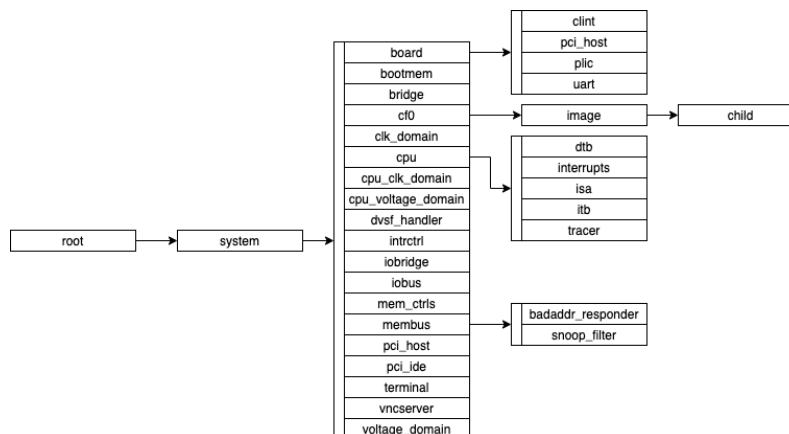 root
system
board
bootmem
bridge
cf0
clk_domain
cpu
cpu_clk_domain
cpu_voltage_domain
dvsf_handler
intrctrl
iobridge
iobus
mem_ctrls
membus
pci_host
pci_ide
terminal
vncserver
voltage_domain
clint
pci_host
plic
uart
image
child
dtb
interrupts
isa
itb
tracer
badaddr_responder
snoop_filter